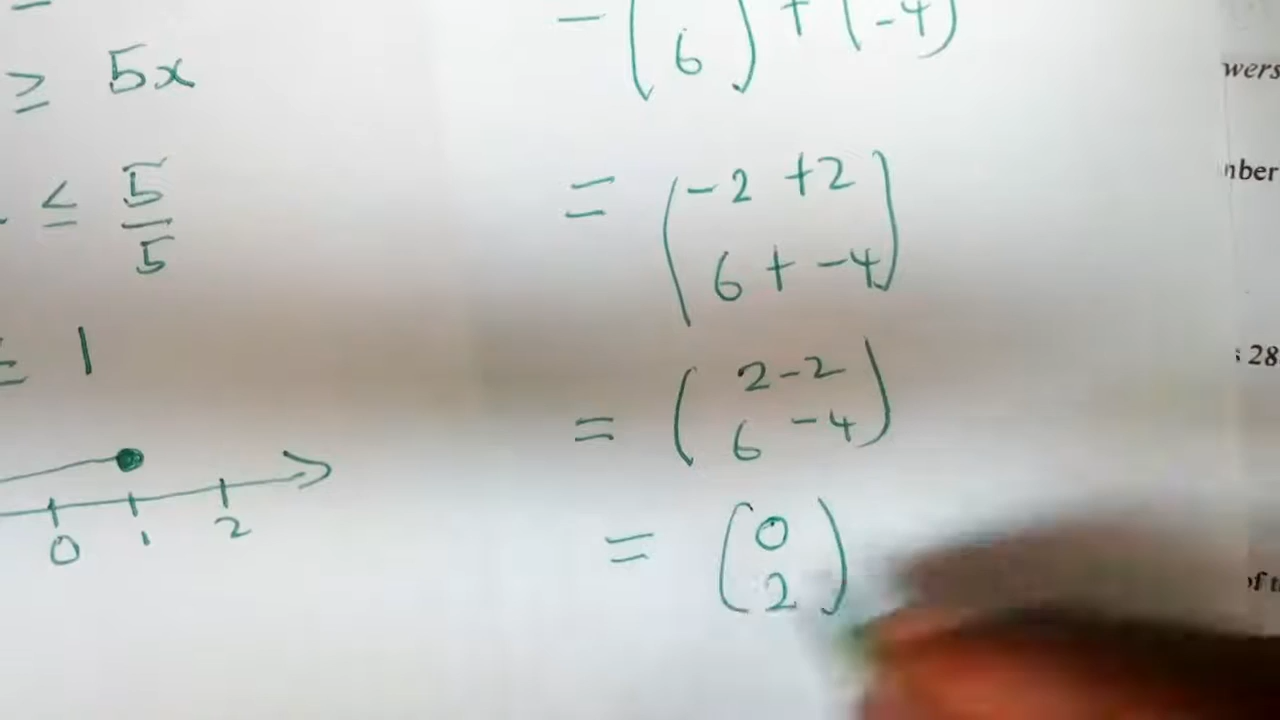 ≥ 5x
≤ 5/5
1
0 1 2
6 ) + ( -4 )
= ( -2 +2
6 + -4 )
= ( 2-2
6 -4 )
= ( 0
2 )
wers
nber
28
of t